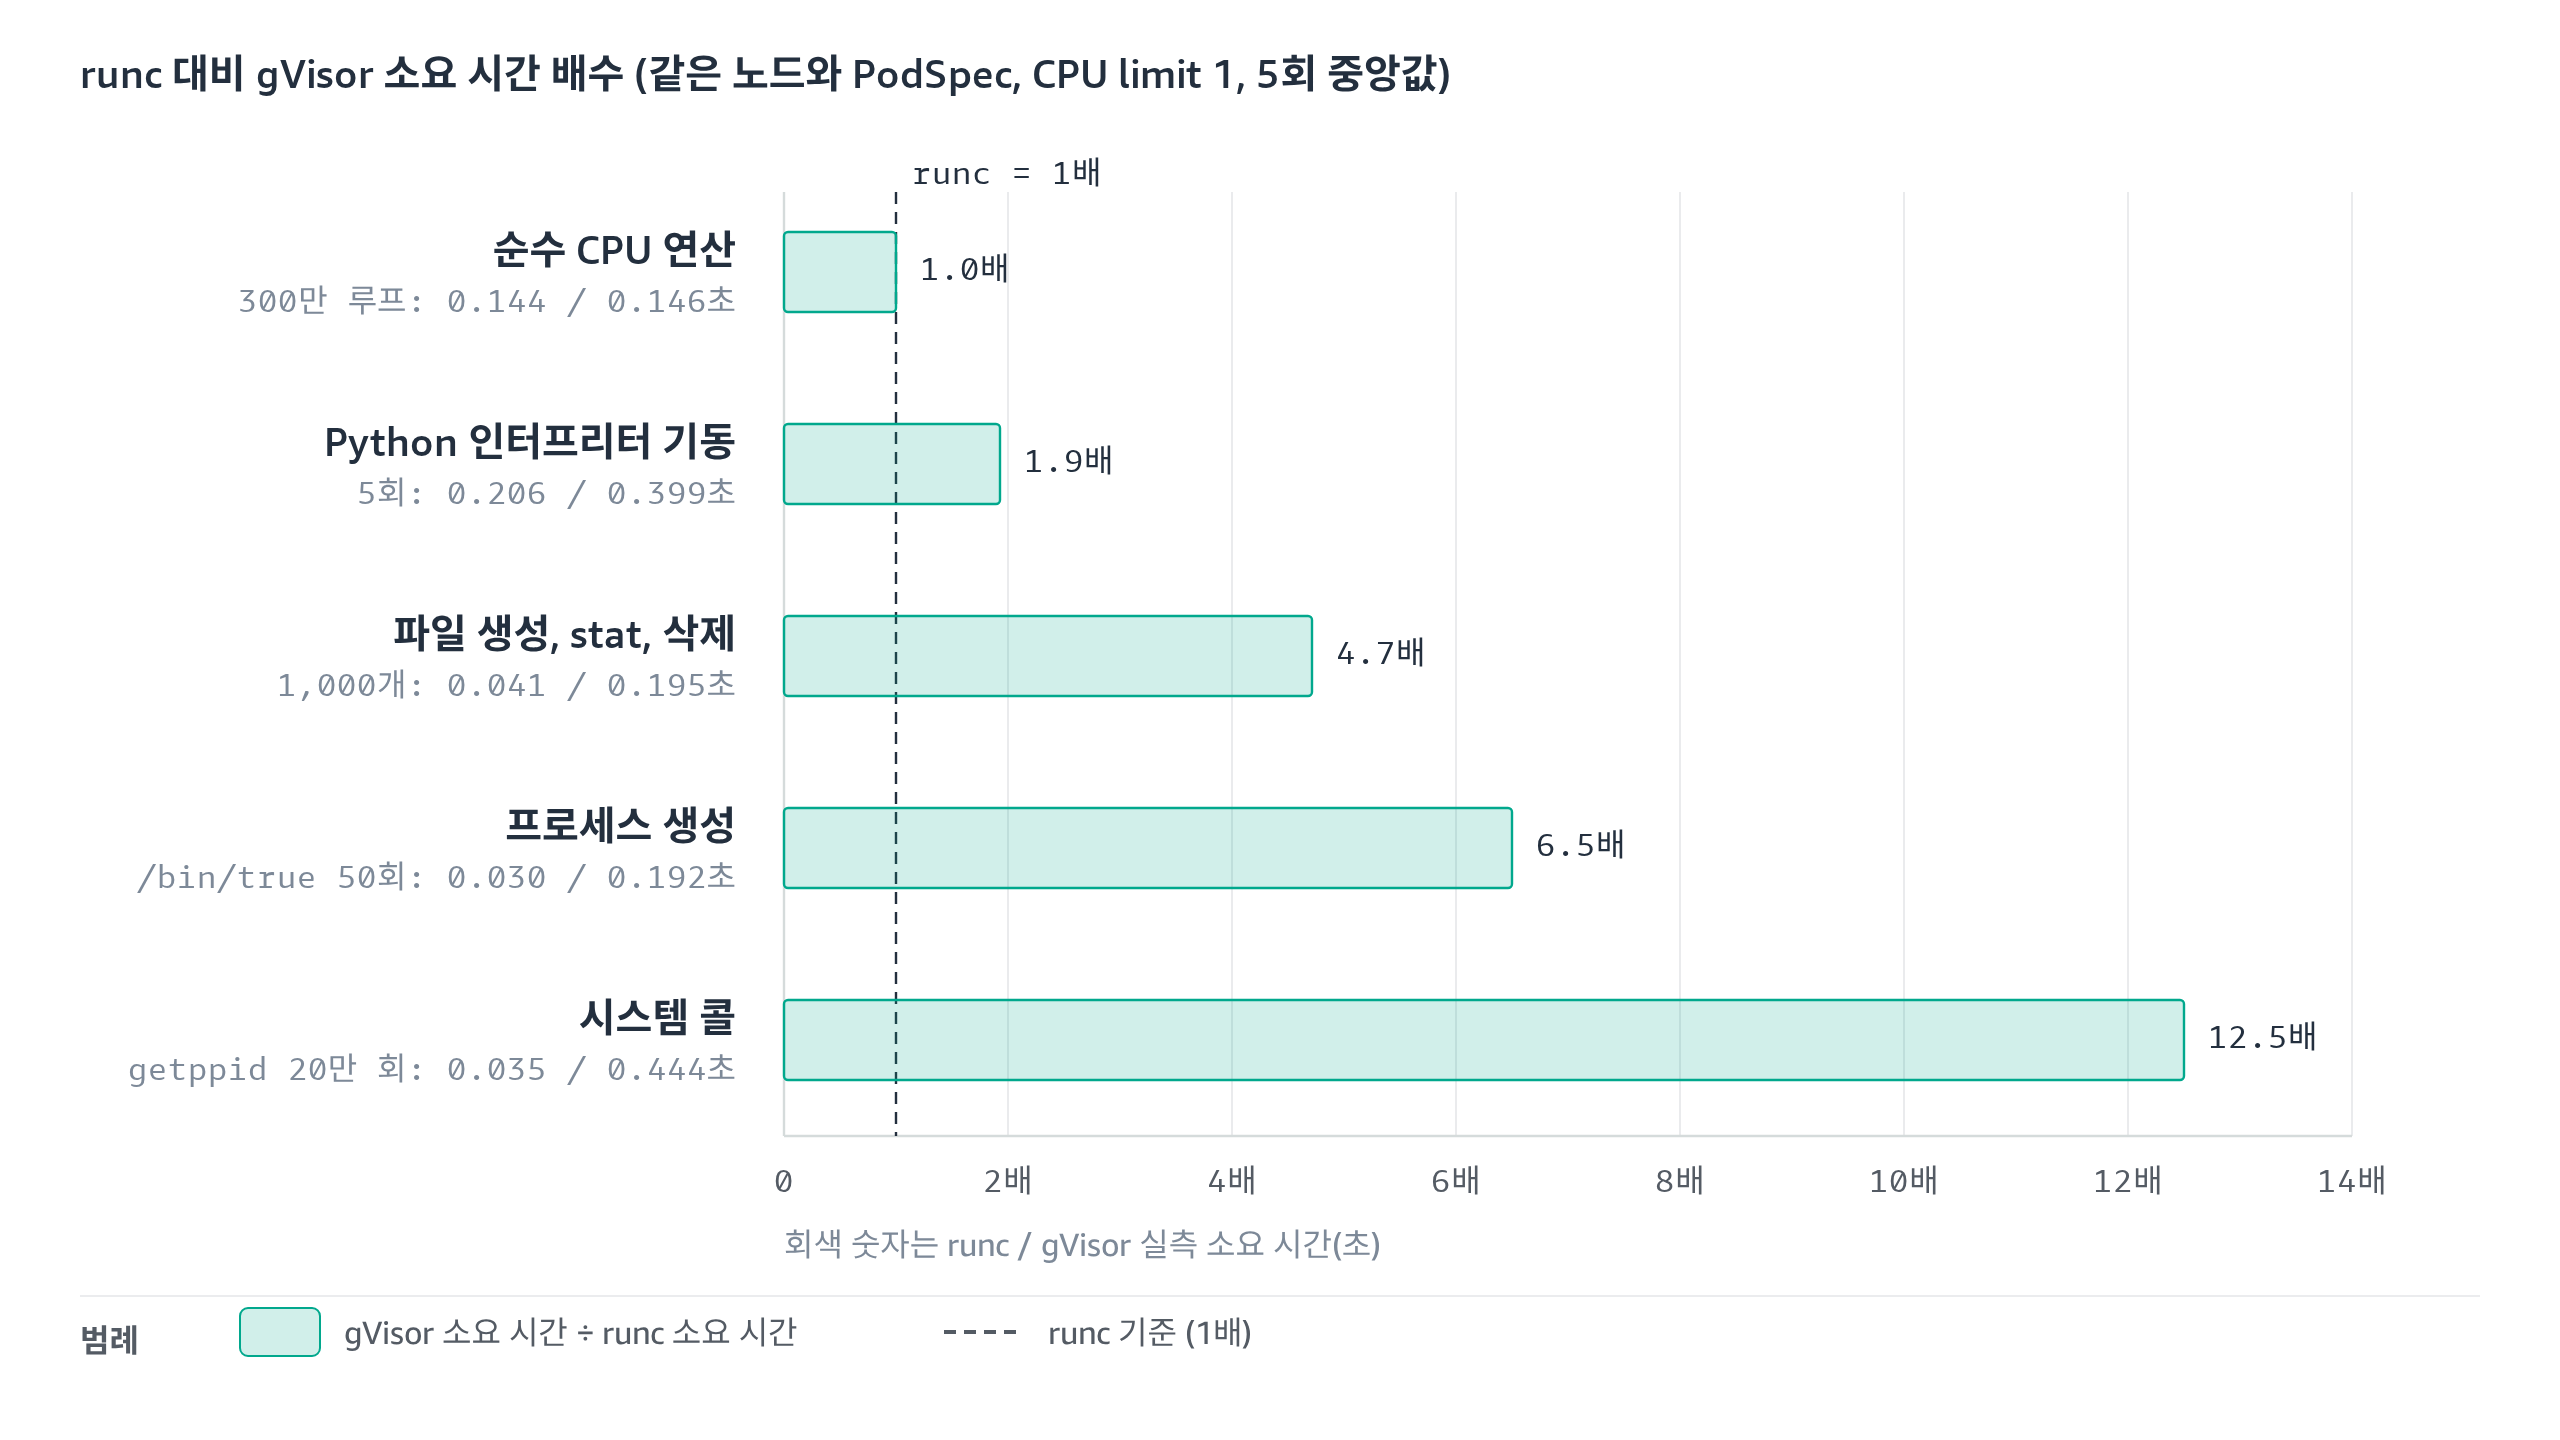 runc 대비 gVisor 소요 시간 배수 (같은 노드와 PodSpec, CPU limit 1, 5회 중앙값)
runc = 1배
순수 CPU 연산
300만 루프: 0.144 / 0.146초
1.0배
Python 인터프리터 기동
5회: 0.206 / 0.399초
1.9배
파일 생성, stat, 삭제
1,000개: 0.041 / 0.195초
4.7배
프로세스 생성
/bin/true 50회: 0.030 / 0.192초
6.5배
시스템 콜
getppid 20만 회: 0.035 / 0.444초
12.5배
0 2배 4배 6배 8배 10배 12배 14배
회색 숫자는 runc / gVisor 실측 소요 시간(초)
범례 gVisor 소요 시간 ÷ runc 소요 시간 runc 기준 (1배)